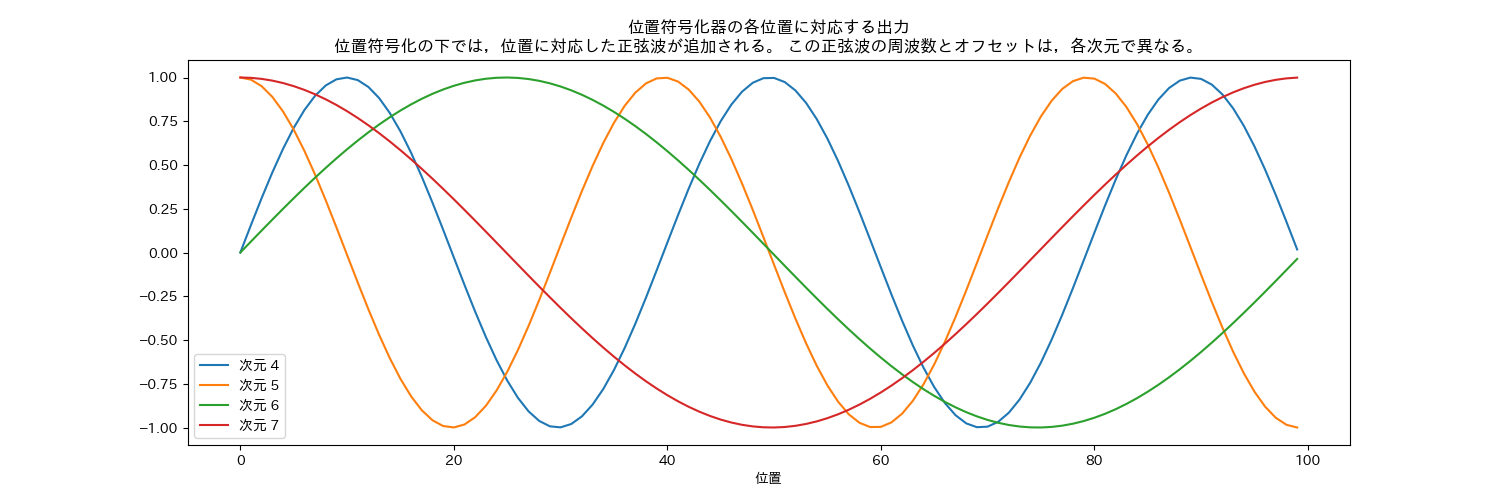 位置符号化器の各位置に対応する出力
位置符号化の下では，位置に対応した正弦波が追加される。 この正弦波の周波数とオフセットは，各次元で異なる。
1.00
0.75
0.50
0.25
0.00
−0.25
−0.50
−0.75
−1.00
次元 4
次元 5
次元 6
次元 7
0 20 40 60 80 100
位置